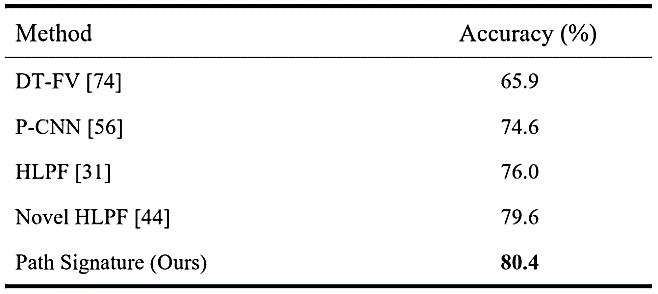 Method Accuracy (%)
DT-FV [74] 65.9
P-CNN [56] 74.6
HLPF [31] 76.0
Novel HLPF [44] 79.6
Path Signature (Ours) 80.4